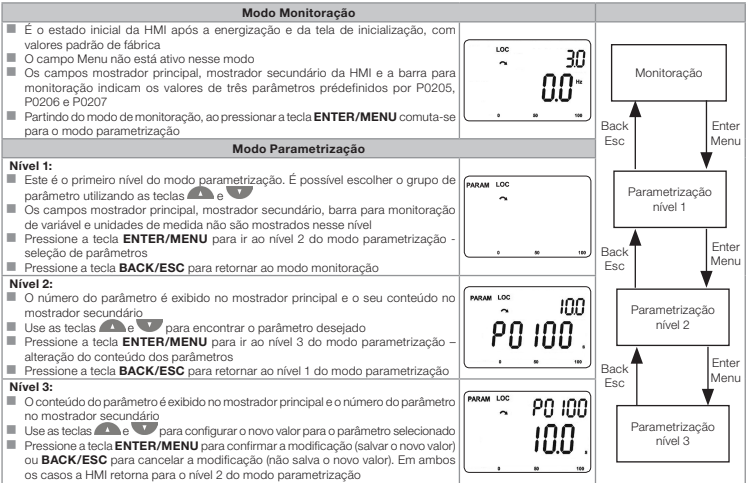 Modo Monitoração
É o estado inicial da HMI após a energização e da tela de inicialização, com
valores padrão de fábrica
O campo Menu não está ativo nesse modo
Os campos mostrador principal, mostrador secundário da HMI e a barra para
monitoração indicam os valores de três parâmetros prédefinidos por P0205,
P0206 e P0207
Partindo do modo de monitoração, ao pressionar a tecla ENTER/MENU comuta-se
para o modo parametrização
LOC
3.0
0.0 Hz
0 50 100
Modo Parametrização
Nível 1:
Este é o primeiro nível do modo parametrização. É possível escolher o grupo de
parâmetro utilizando as teclas e
Os campos mostrador principal, mostrador secundário, barra para monitoração
de variável e unidades de medida não são mostrados nesse nível
Pressione a tecla ENTER/MENU para ir ao nível 2 do modo parametrização -
seleção de parâmetros
Pressione a tecla BACK/ESC para retornar ao modo monitoração
PARAM LOC
0 50 100
Nível 2:
O número do parâmetro é exibido no mostrador principal e o seu conteúdo no
mostrador secundário
Use as teclas e para encontrar o parâmetro desejado
Pressione a tecla ENTER/MENU para ir ao nível 3 do modo parametrização –
alteração do conteúdo dos parâmetros
Pressione a tecla BACK/ESC para retornar ao nível 1 do modo parametrização
PARAM LOC
10.0
P0100 s
0 50 100
Nível 3:
O conteúdo do parâmetro é exibido no mostrador principal e o número do parâmetro
no mostrador secundário
Use as teclas e para configurar o novo valor para o parâmetro selecionado
Pressione a tecla ENTER/MENU para confirmar a modificação (salvar o novo valor)
ou BACK/ESC para cancelar a modificação (não salva o novo valor). Em ambos
os casos a HMI retorna para o nível 2 do modo parametrização
PARAM LOC
P0100
10.0 s
0 50 100
Monitoração
Back
Esc
Enter
Menu
Parametrização
nível 1
Back
Esc
Enter
Menu
Parametrização
nível 2
Back
Esc
Enter
Menu
Parametrização
nível 3